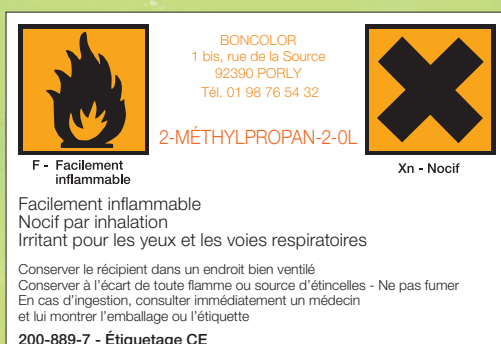 BONCOLOR
1 bis, rue de la Source
92390 PORLY
Tél. 01 98 76 54 32
2-MÉTHYLPROPAN-2-0L
F - Facilement
inflammable
Xn - Nocif
Facilement inflammable
Nocif par inhalation
Irritant pour les yeux et les voies respiratoires
Conserver le récipient dans un endroit bien ventilé
Conserver à l'écart de toute flamme ou source d'étincelles - Ne pas fumer
En cas d'ingestion, consulter immédiatement un médecin
et lui montrer l'emballage ou l'étiquette
200-889-7 - Étiquetage CE